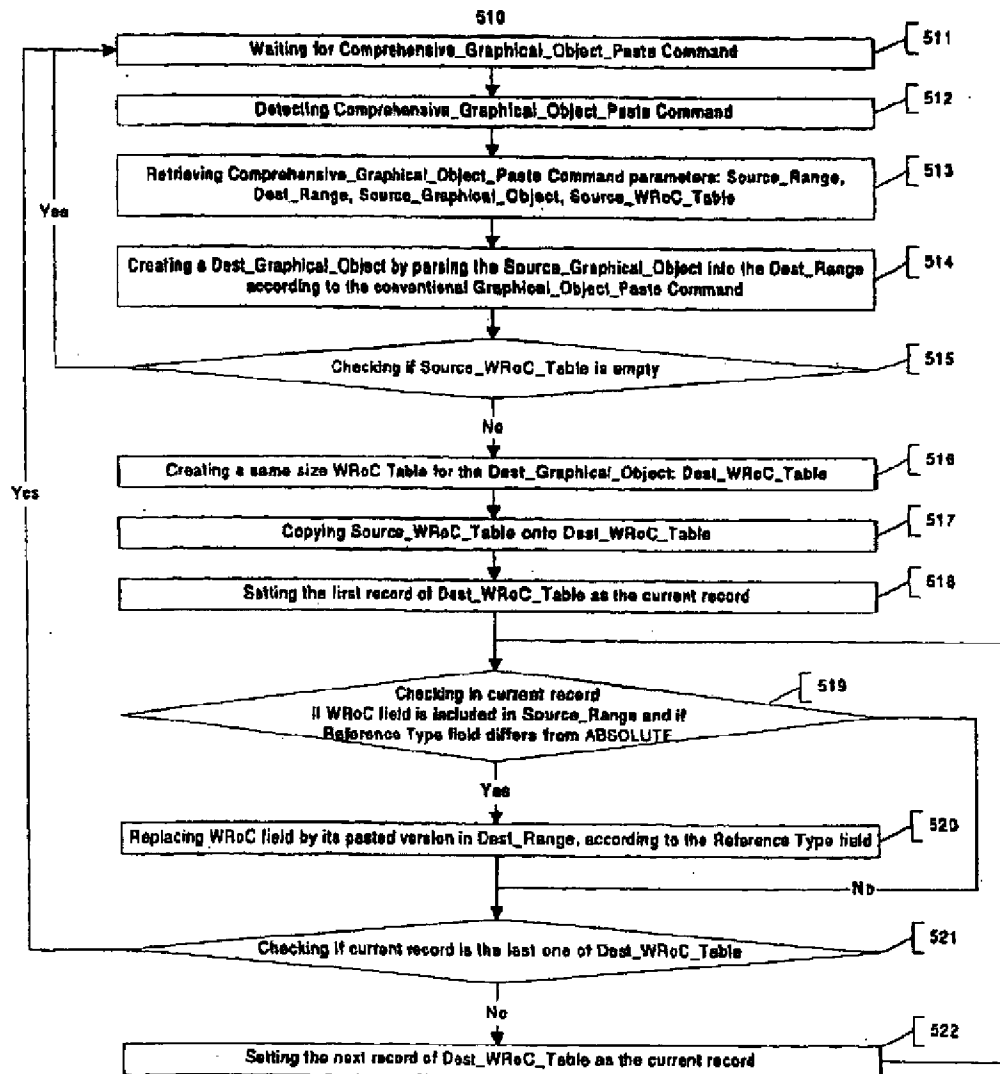 510
Waiting for Comprehensive_Graphical_Object_Paste Command
511
Detecting Comprehensive_Graphical_Object_Paste Command
512
Retrieving Comprehensive_Graphical_Object_Paste Command parameters: Source_Range,
Dest_Range, Source_Graphical_Object, Source_WRoC_Table
513
Yes
Creating a Dest_Graphical_Object by parsing the Source_Graphical_Object into the Dest_Range
according to the conventional Graphical_Object_Paste Command
514
Checking if Source_WRoC_Table is empty
515
No
Creating a same size WRoC Table for the Dest_Graphical_Object: Dest_WRoC_Table
516
Yes
Copying Source_WRoC_Table onto Dest_WRoC_Table
517
Setting the first record of Dest_WRoC_Table as the current record
518
Checking in current record
if WRoC field is included in Source_Range and if
Reference Type field differs from ABSOLUTE
519
Yes
Replacing WRoC field by its pasted version in Dest_Range, according to the Reference Type field
520
No
Checking if current record is the last one of Dest_WRoC_Table
521
No
Setting the next record of Dest_WRoC_Table as the current record
522